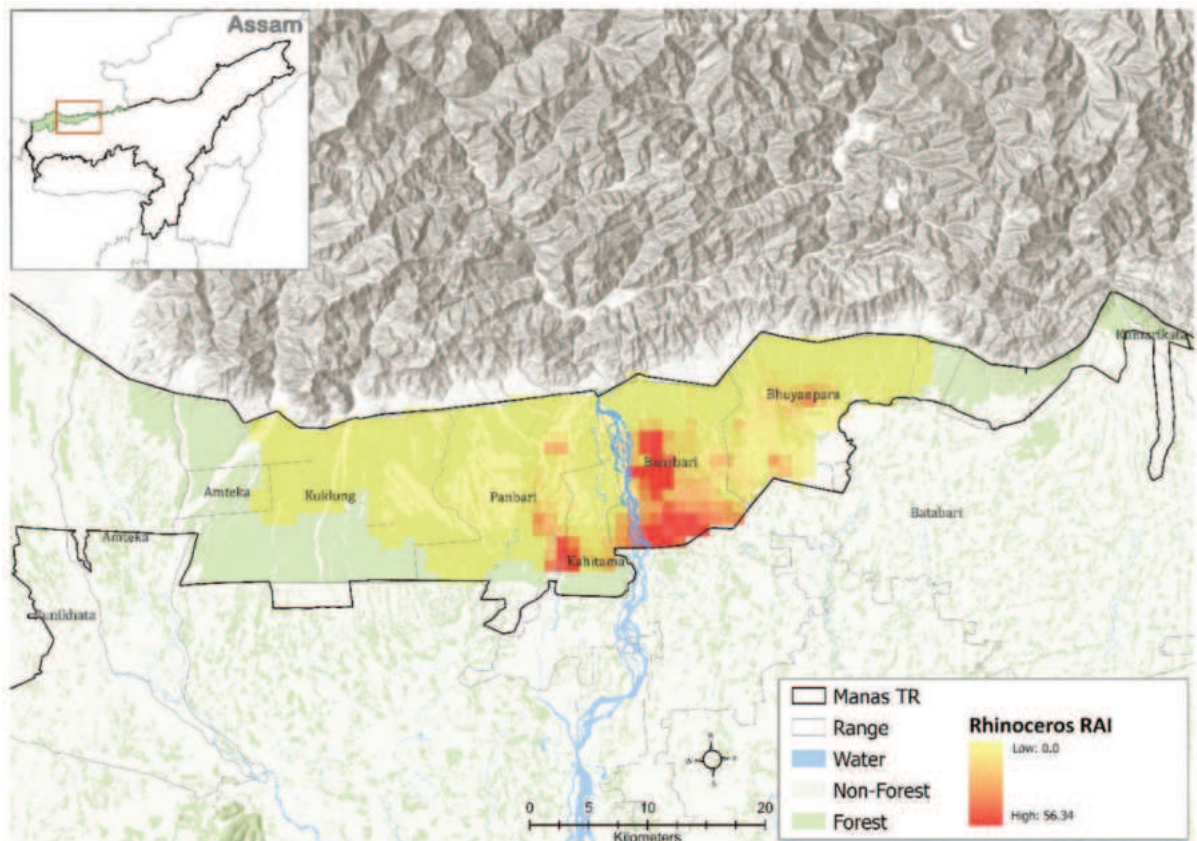 Assam
Bhuyanpara
Bansbari
Amteka
Kuklung
Panbari
Batabari
Amteka
Kahitama
Manas TR
Range
Water
Non-Forest
Forest
Rhinoceros RAI
Low: 0.0
High: 56.34
0 5 10 20
Kilometers